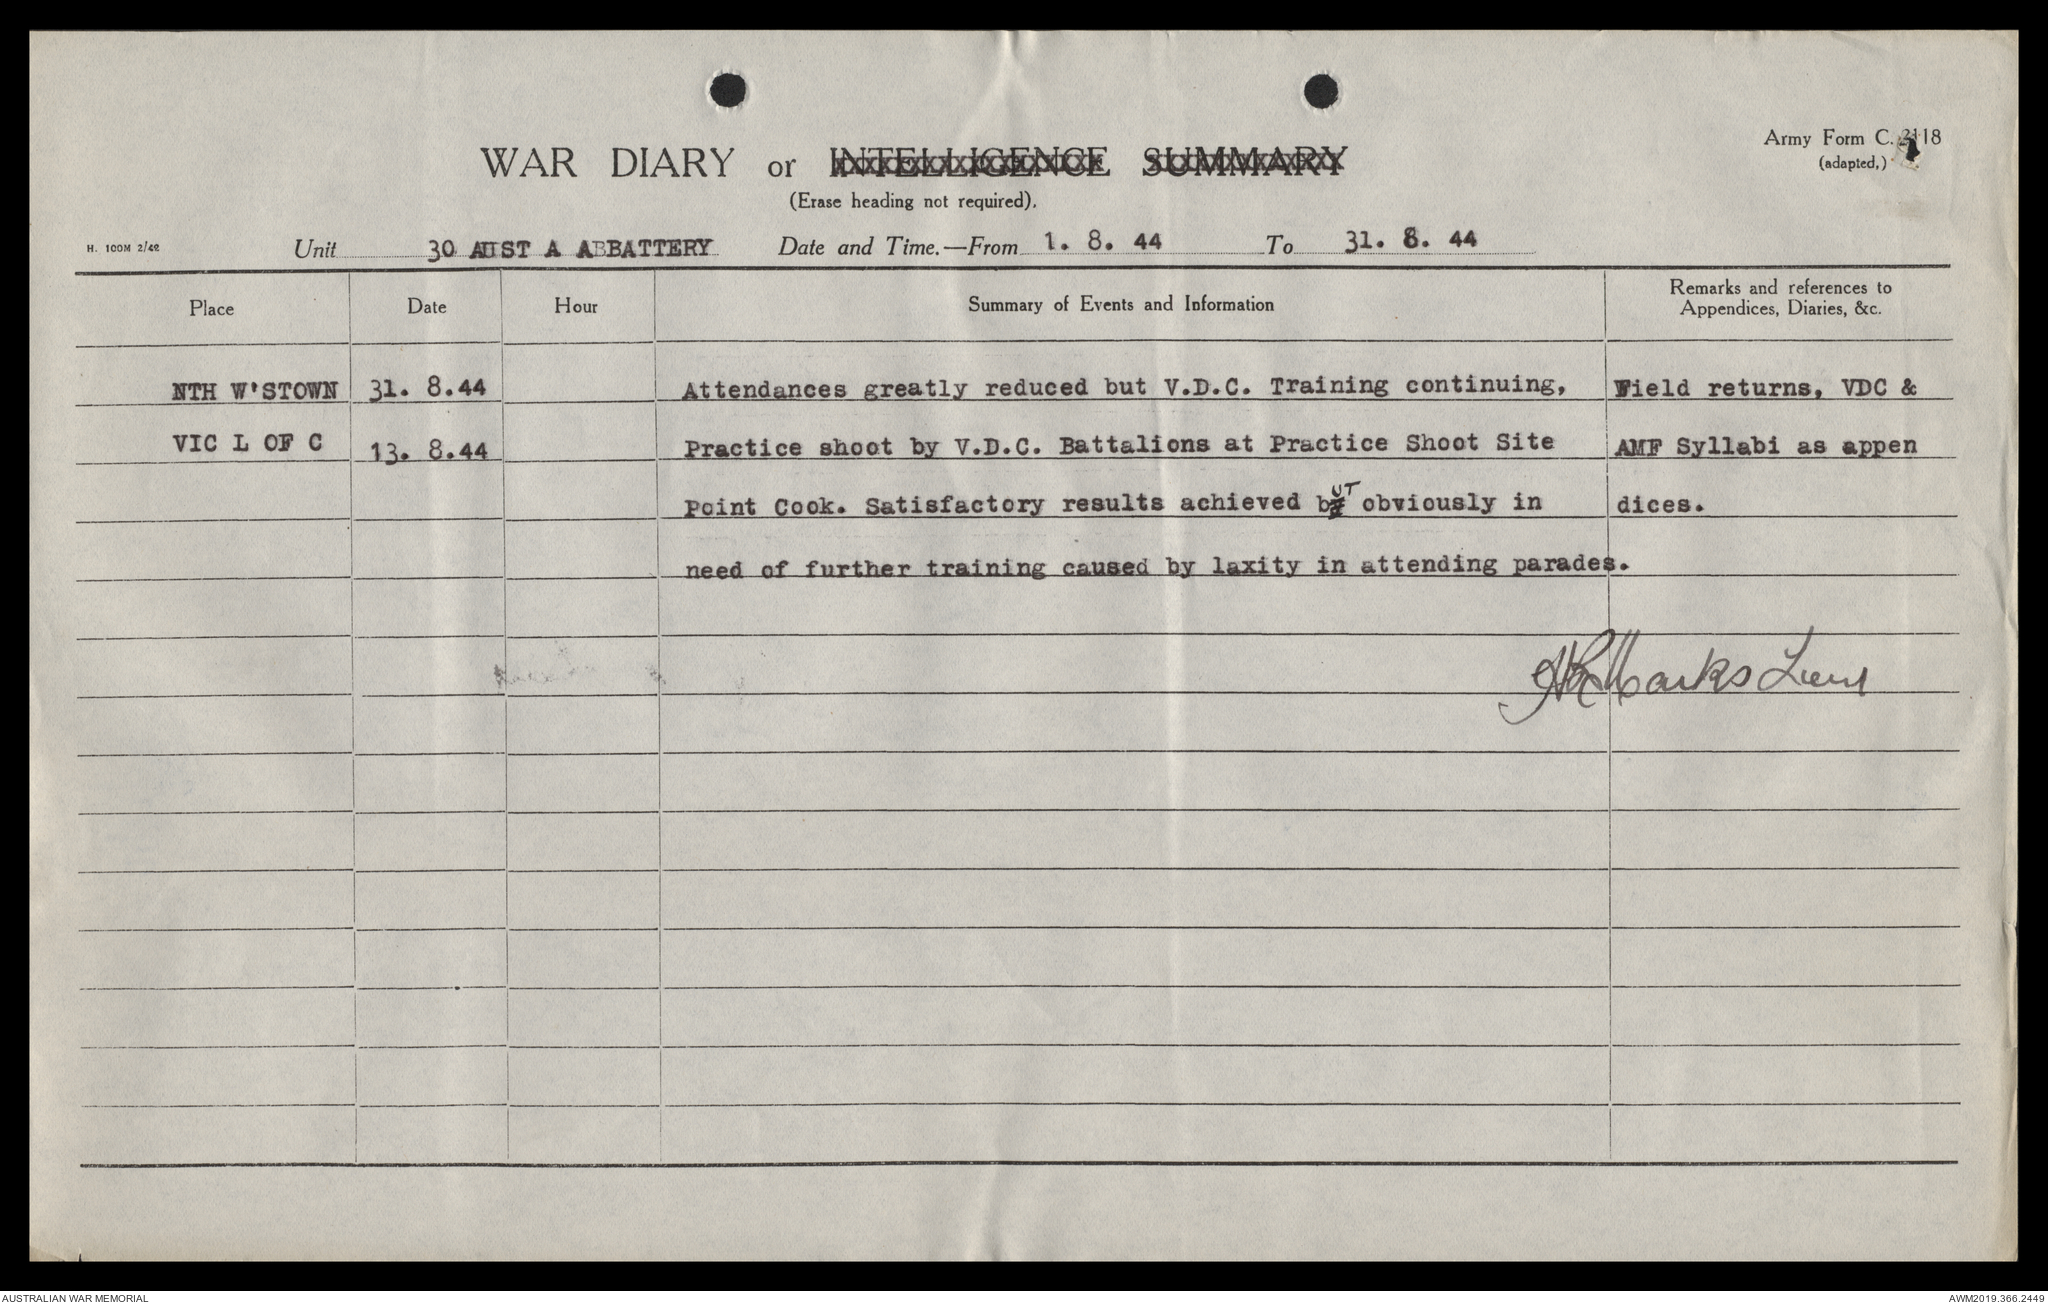 Army Form C. 2118
(adapted.)
WAR DIARY or INTELLIGENCE SUMMARY
(Erase heading not required).
H. 100M 2/42
Unit 30 AUST A A BATTERY Date and Time.—From 1. 8. 44 To 31. 8. 44
Place Date Hour Summary of Events and Information Remarks and references to
Appendices, Diaries, &c.
NTH W'STOWN 31. 8.44 Attendances greatly reduced but V.D.C. Training continuing, Field returns, VDC &
VIC L OF C 13. 8.44 Practice shoot by V.D.C. Battalions at Practice Shoot Site AMF Syllabi as appen
Point Cook. Satisfactory results achieved bUT obviously in dices.
need of further training caused by laxity in attending parades.
Marks Lieut
AUSTRALIAN WAR MEMORIAL AWM2019.366.2449